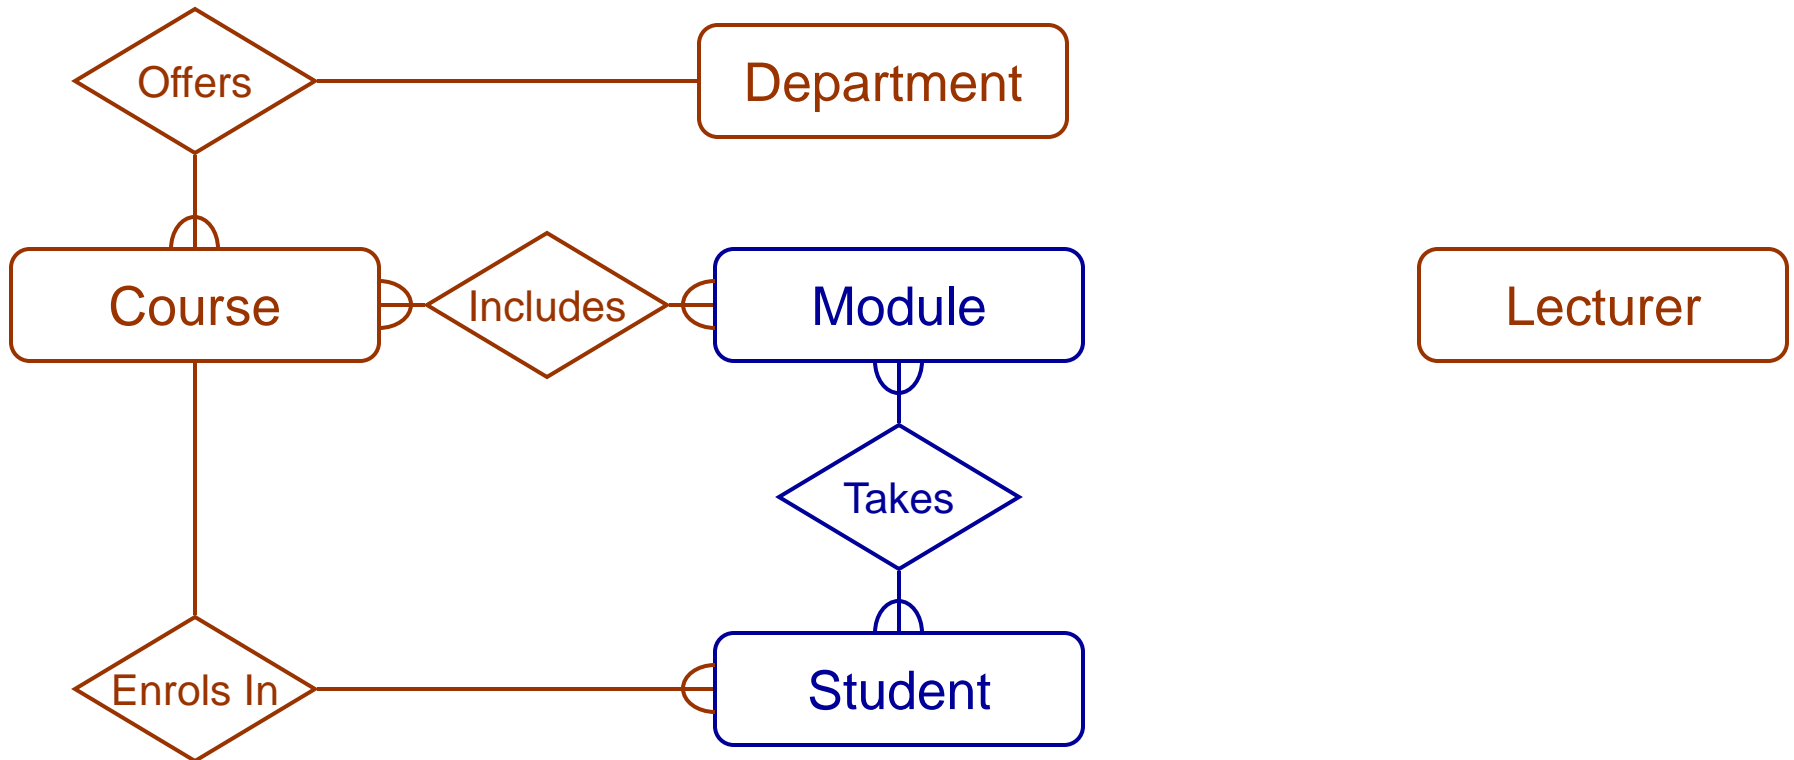 Offers
Department
Course
Includes
Module
Lecturer
Takes
Enrols In
Student